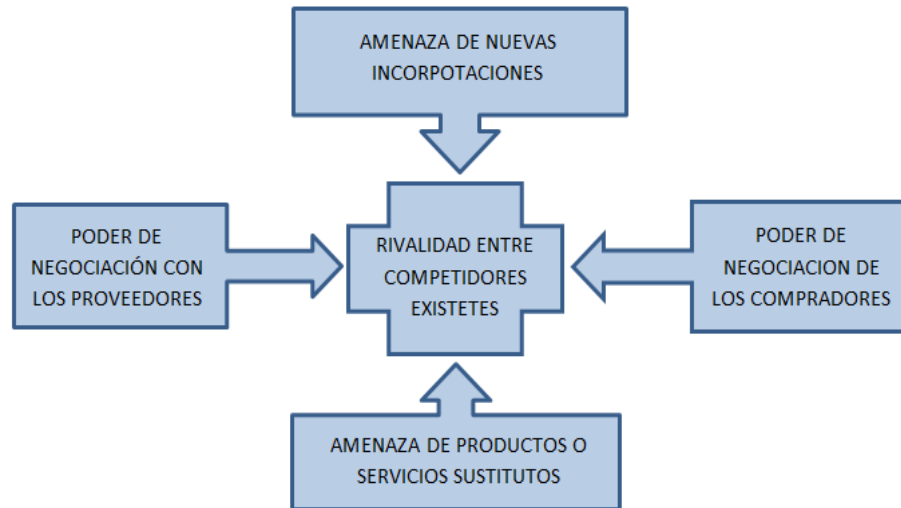 AMENAZA DE NUEVAS
INCORPOTACIONES
PODER DE
NEGOCIACIÓN CON
LOS PROVEEDORES
RIVALIDAD ENTRE
COMPETIDORES
EXISTETES
PODER DE
NEGOCIACION DE
LOS COMPRADORES
AMENAZA DE PRODUCTOS O
SERVICIOS SUSTITUTOS